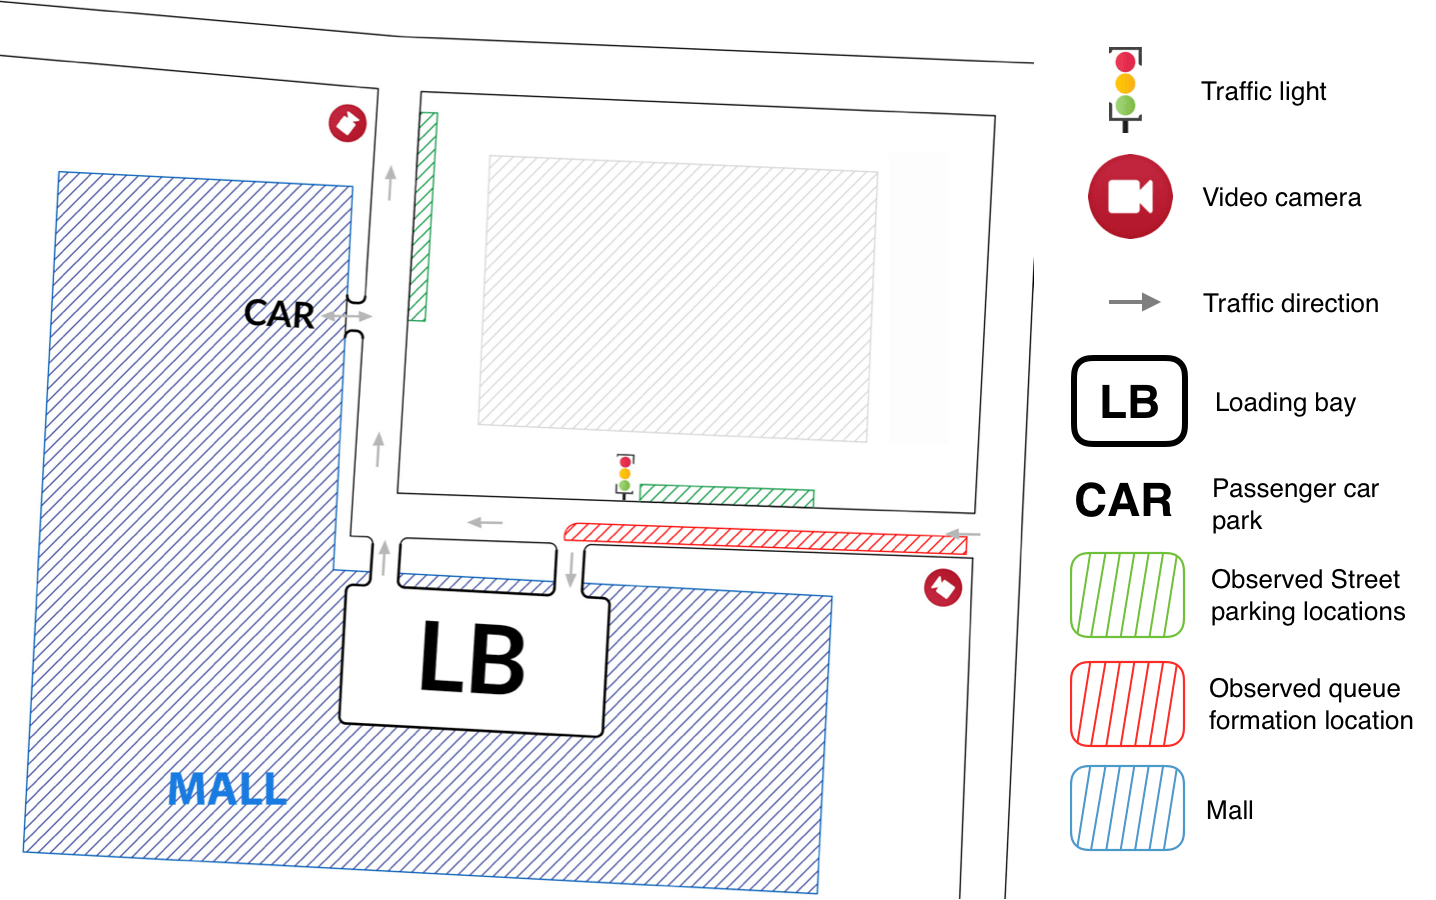 CAR
LB
MALL
Traffic light
Video camera
Traffic direction
LB
Loading bay
CAR
Passenger car
park
Observed Street
parking locations
Observed queue
formation location
Mall